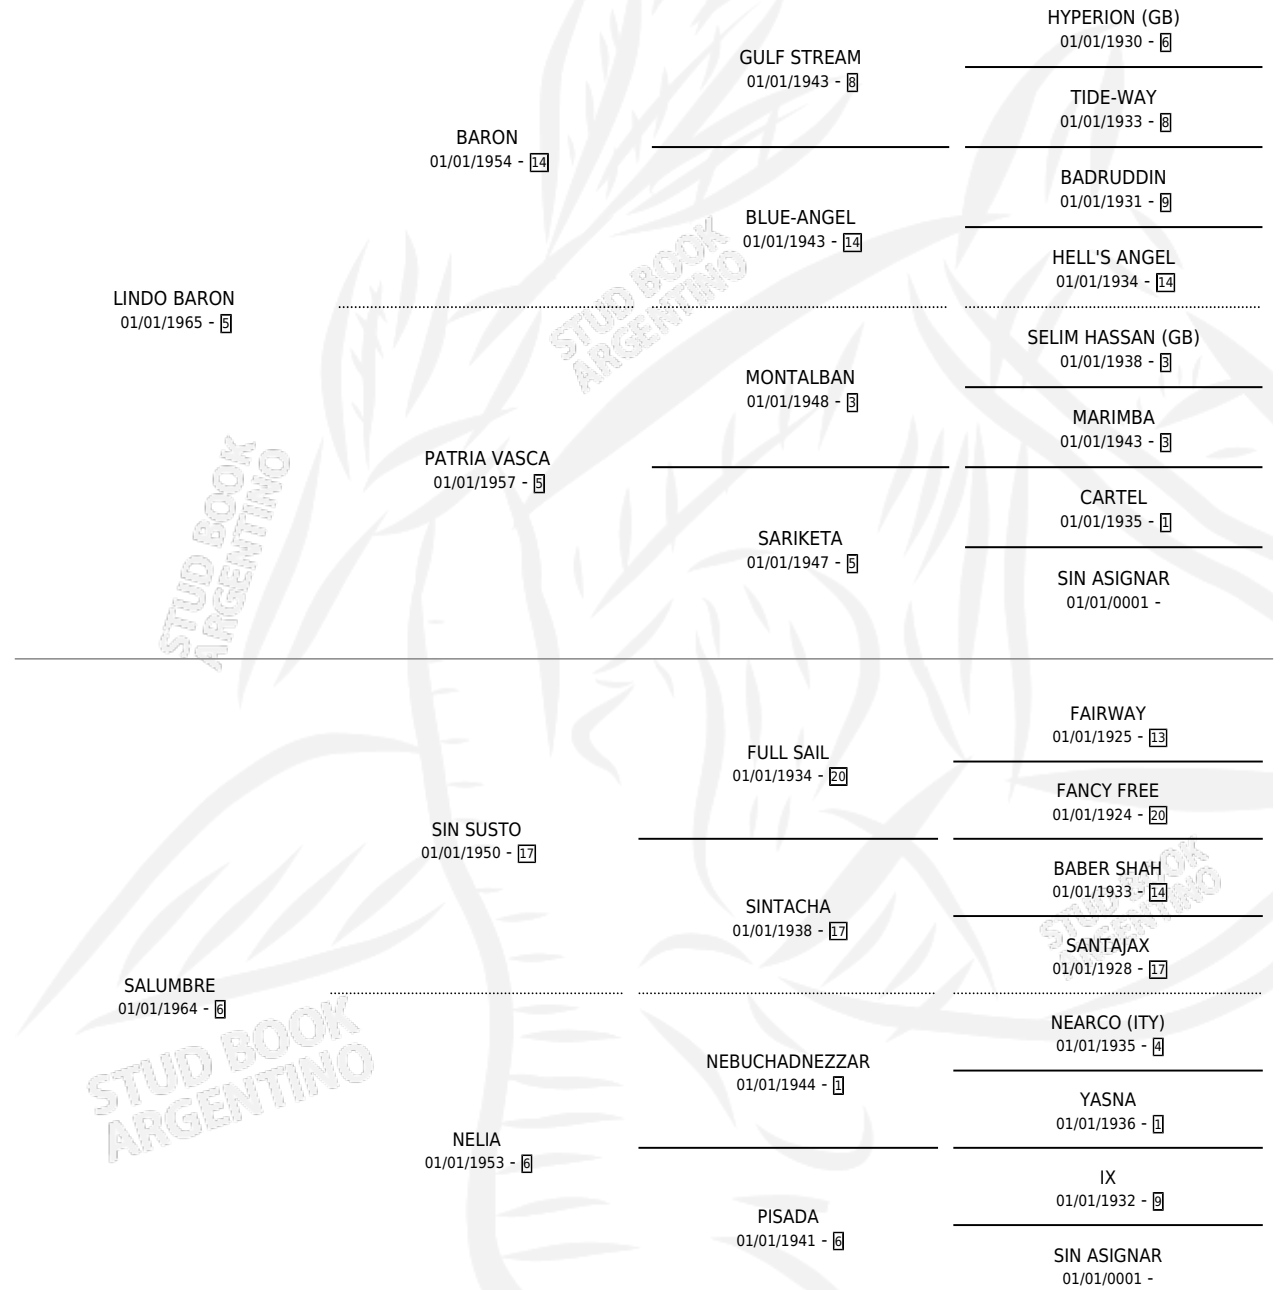 HYPERION (GB)
01/01/1930 - 6
GULF STREAM
01/01/1943 - 8
TIDE-WAY
01/01/1933 - 8
BARON
01/01/1954 - 14
BADRUDDIN
01/01/1931 - 9
BLUE-ANGEL
01/01/1943 - 14
HELL'S ANGEL
01/01/1934 - 14
LINDO BARON
01/01/1965 - 5
SELIM HASSAN (GB)
01/01/1938 - 3
MONTALBAN
01/01/1948 - 3
MARIMBA
01/01/1943 - 3
PATRIA VASCA
01/01/1957 - 5
CARTEL
01/01/1935 - 1
SARIKETA
01/01/1947 - 5
SIN ASIGNAR
01/01/0001 -
FAIRWAY
01/01/1925 - 13
FULL SAIL
01/01/1934 - 20
FANCY FREE
01/01/1924 - 20
SIN SUSTO
01/01/1950 - 17
BABER SHAH
01/01/1933 - 14
SINTACHA
01/01/1938 - 17
SANTAJAX
01/01/1928 - 17
SALUMBRE
01/01/1964 - 6
NEARCO (ITY)
01/01/1935 - 4
NEBUCHADNEZZAR
01/01/1944 - 1
YASNA
01/01/1936 - 1
NELIA
01/01/1953 - 6
IX
01/01/1932 - 9
PISADA
01/01/1941 - 6
SIN ASIGNAR
01/01/0001 -
STUD BOOK
ARGENTINO
STUD BOOK
ARGENTINO
STUD BOOK
ARGENTINO
STUD BOOK
ARGENTINO